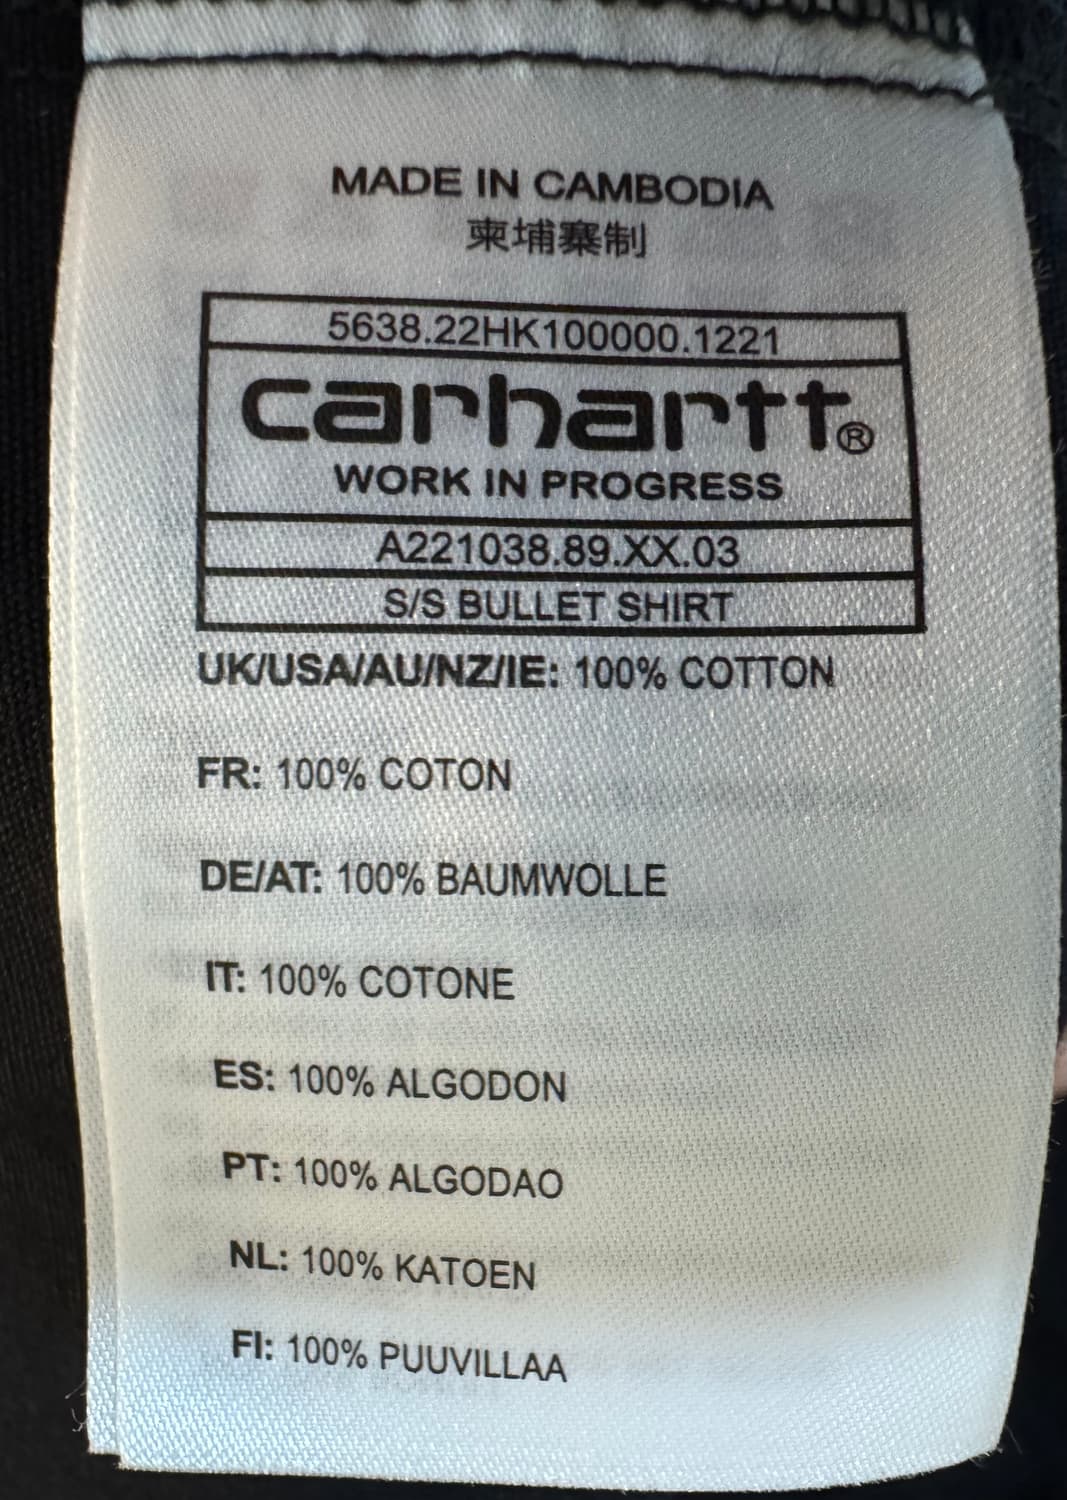 MADE IN CAMBODIA
柬埔寨制
5638.22HK100000.1221
carhartt®
WORK IN PROGRESS
A221038.89.XX.03
S/S BULLET SHIRT
UK/USA/AU/NZ/IE: 100% COTTON
FR: 100% COTON
DE/AT: 100% BAUMWOLLE
IT: 100% COTONE
ES: 100% ALGODON
PT: 100% ALGODAO
NL: 100% KATOEN
FI: 100% PUUVILLAA